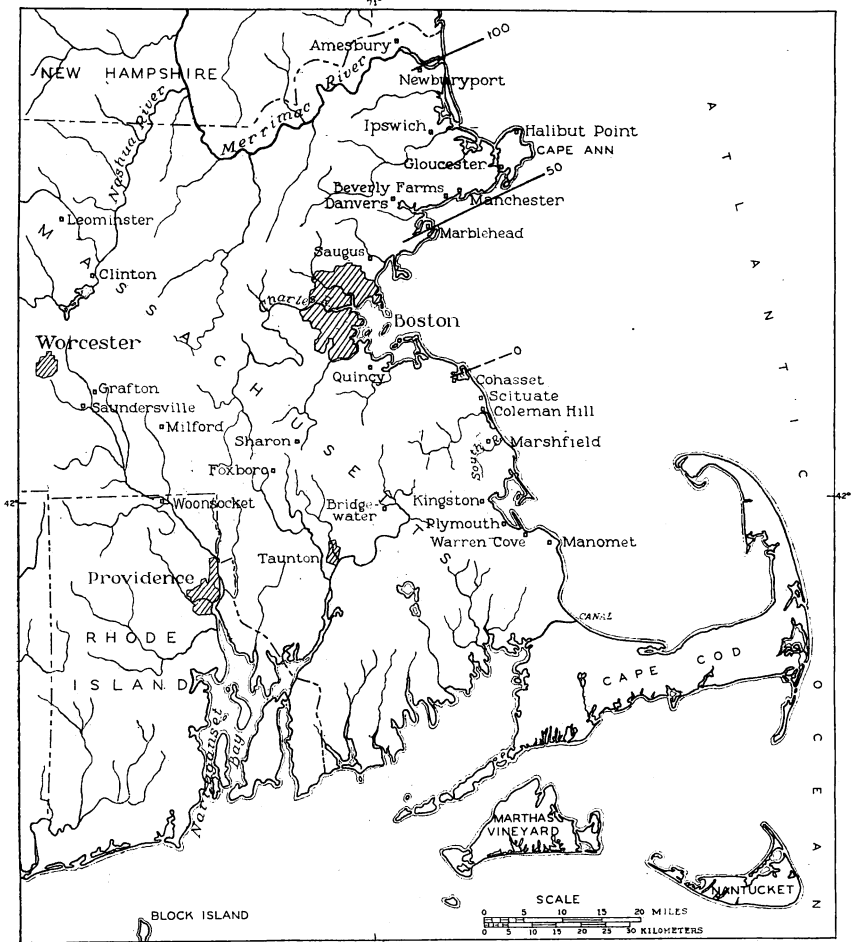 71°
100
Amesbury
NEW HAMPSHIRE
Newburyport
Merrimac River
Nashua River
Ipswich
Halibut Point
CAPE ANN
Gloucester
50
Beverly Farms
Danvers
Manchester
Leominster
Marblehead
Saugus
Clinton
Charles R
Boston
Worcester
0
Quincy
Cohasset
Grafton
Scituate
Saundersville
Coleman Hill
Milford
Sharon
South R
Marshfield
Foxboro
MASSACHUSETTS
42°
Woonsocket
Bridge-
water
Kingston
42°
Plymouth
Warren Cove
Manomet
Taunton
Providence
CANAL
RHODE
ISLAND
CAPE COD
ATLANTIC OCEAN
Narraganset
Bay
MARTHAS
VINEYARD
NANTUCKET
BLOCK ISLAND
SCALE
0 5 10 15 20 MILES
0 5 10 15 20 25 30 KILOMETERS